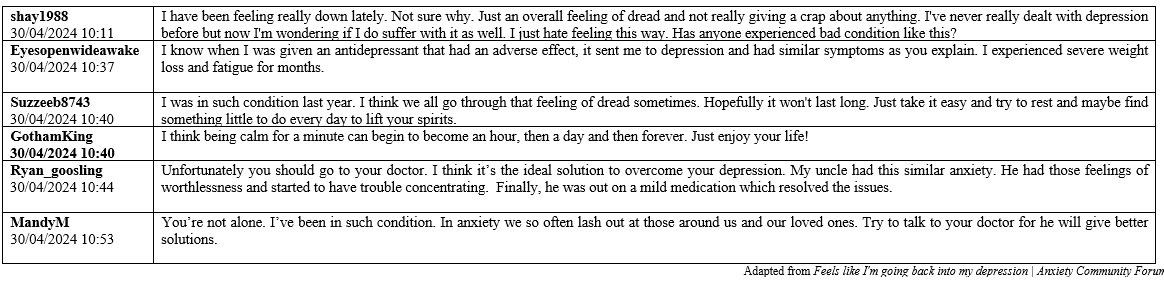 shay1988 I have been feeling really down lately. Not sure why. Just an overall feeling of dread and not really giving a crap about anything. I've never really dealt with depression
30/04/2024 10:11 before but now I'm wondering if I do suffer with it as well. I just hate feeling this way. Has anyone experienced bad condition like this?
Eyesopenwideawake I know when I was given an antidepressant that had an adverse effect, it sent me to depression and had similar symptoms as you explain. I experienced severe weight
30/04/2024 10:37 loss and fatigue for months.
Suzzeeb8743 I was in such condition last year. I think we all go through that feeling of dread sometimes. Hopefully it won't last long. Just take it easy and try to rest and maybe find
30/04/2024 10:40 something little to do every day to lift your spirits.
GothamKing I think being calm for a minute can begin to become an hour, then a day and then forever. Just enjoy your life!
30/04/2024 10:40
Ryan_goosling Unfortunately you should go to your doctor. I think it’s the ideal solution to overcome your depression. My uncle had this similar anxiety. He had those feelings of
30/04/2024 10:44 worthlessness and started to have trouble concentrating. Finally, he was out on a mild medication which resolved the issues.
MandyM You’re not alone. I’ve been in such condition. In anxiety we so often lash out at those around us and our loved ones. Try to talk to your doctor for he will give better
30/04/2024 10:53 solutions.
Adapted from Feels like I'm going back into my depression | Anxiety Community Forum